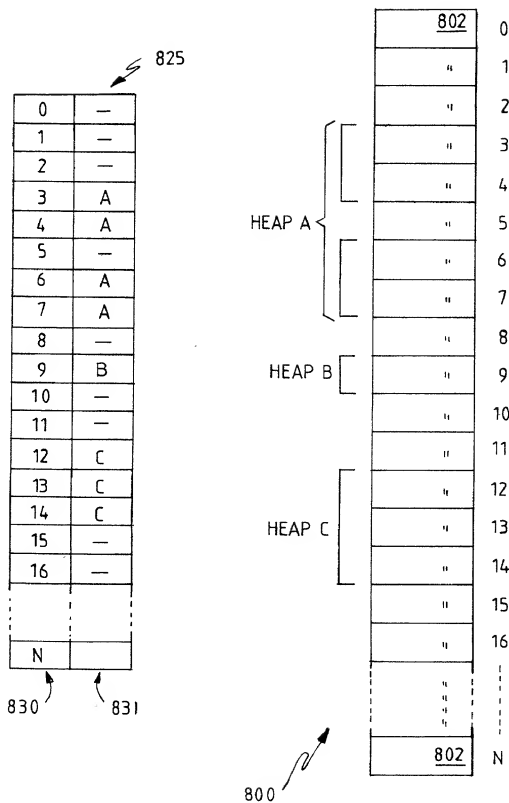 825
0 —
1 —
2 —
3 A
4 A
5 —
6 A
7 A
8 —
9 B
10 —
11 —
12 C
13 C
14 C
15 —
16 —
N
830 831
802 0
" 1
" 2
" 3
" 4
HEAP A
" 5
" 6
" 7
" 8
HEAP B " 9
" 10
" 11
" 12
HEAP C " 13
" 14
" 15
" 16
"
"
"
"
802 N
800